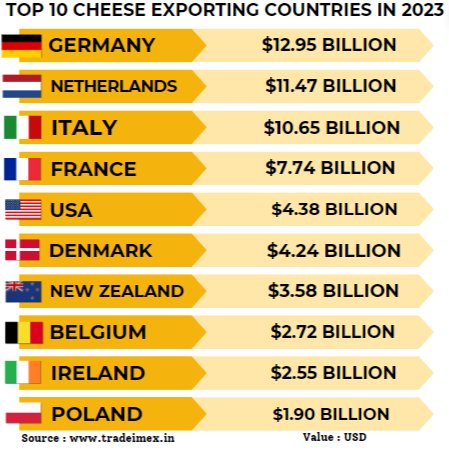 TOP 10 CHEESE EXPORTING COUNTRIES IN 2023
GERMANY $12.95 BILLION
NETHERLANDS $11.47 BILLION
ITALY $10.65 BILLION
FRANCE $7.74 BILLION
USA $4.38 BILLION
DENMARK $4.24 BILLION
NEW ZEALAND $3.58 BILLION
BELGIUM $2.72 BILLION
IRELAND $2.55 BILLION
POLAND $1.90 BILLION
Source : www.tradeimex.in Value : USD